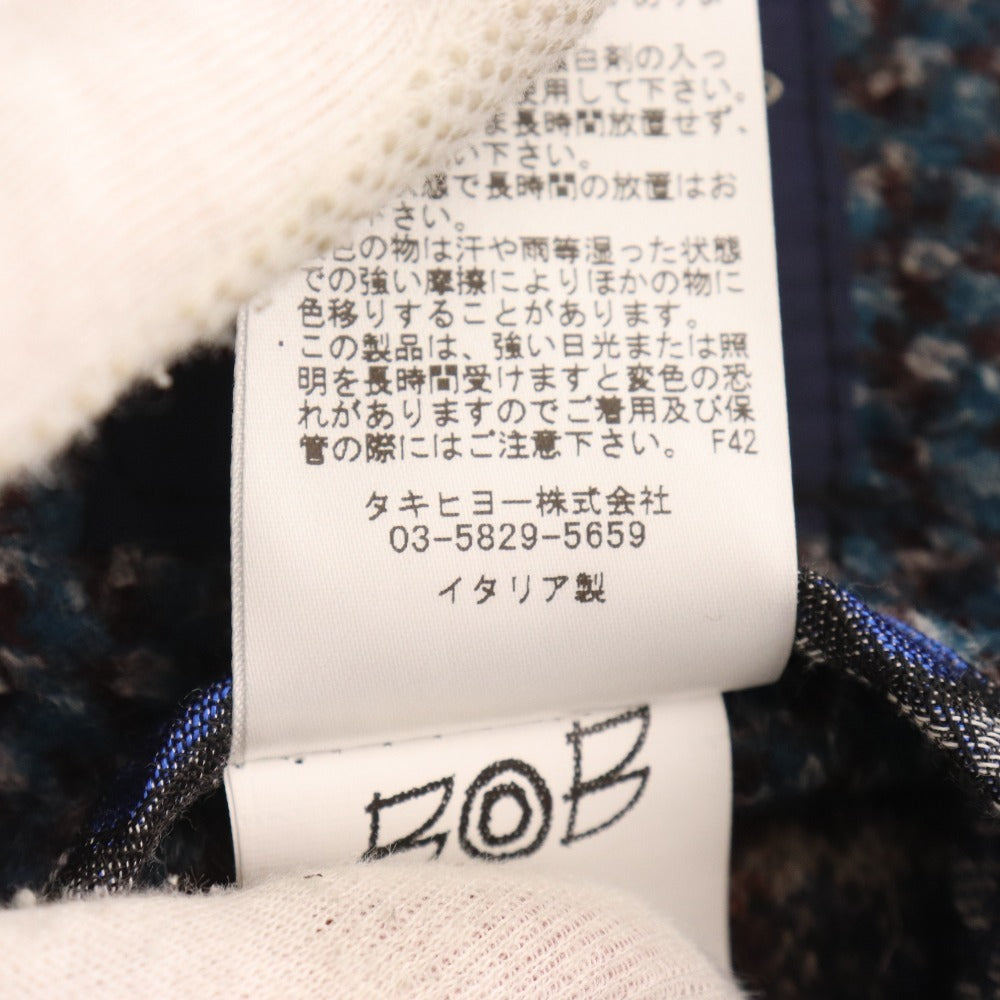 白剤の入っ
使用して下さい。
ま長時間放置せず、
い下さい。
態で長時間の放置はお
さい。
色の物は汗や雨等湿った状態
での強い摩擦によりほかの物に
色移りすることがあります。
この製品は、強い日光または照
明を長時間受けますと変色の恐
れがありますのでご着用及び保
管の際にはご注意下さい。 F42
タキヒヨー株式会社
03-5829-5659
イタリア製
BOB